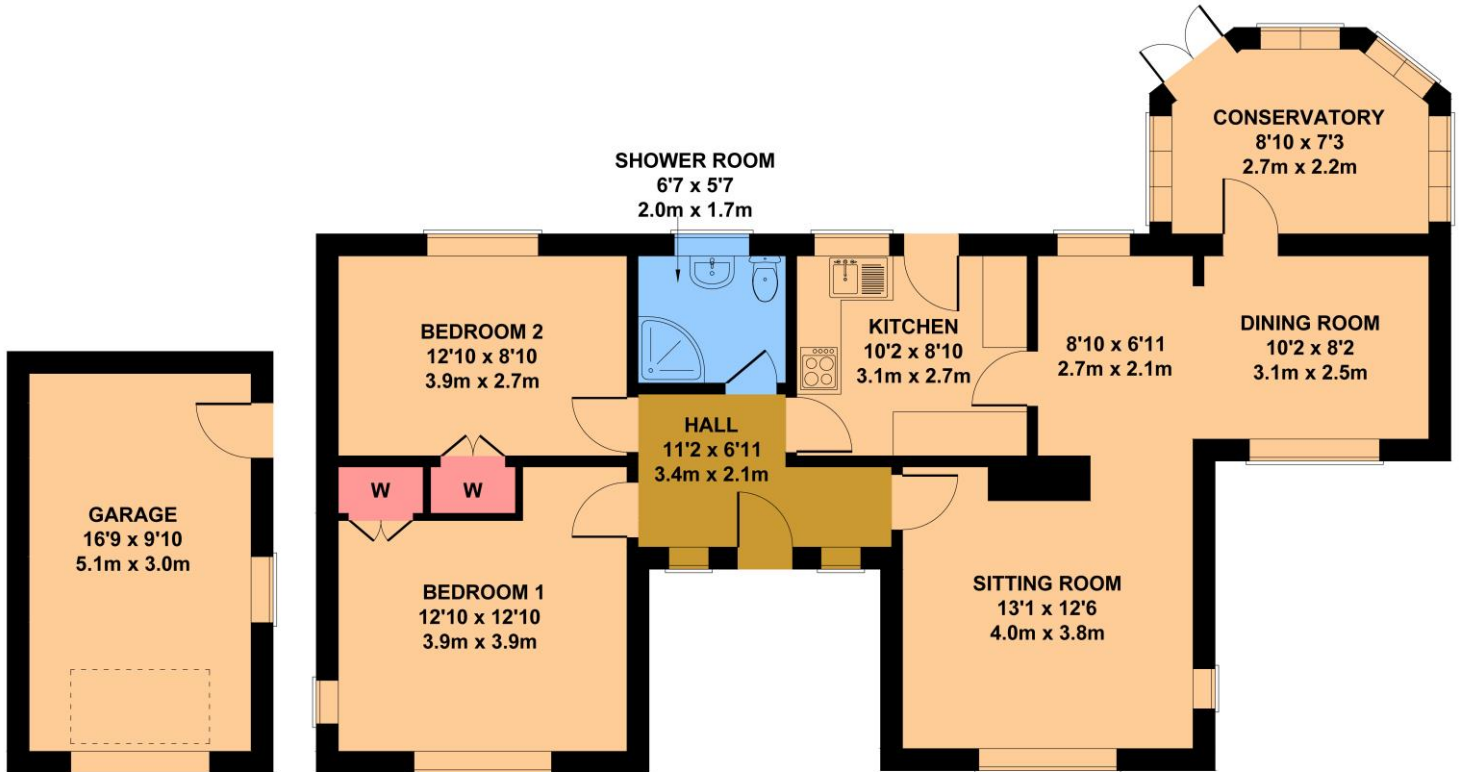 CONSERVATORY
8'10 x 7'3
2.7m x 2.2m
SHOWER ROOM
6'7 x 5'7
2.0m x 1.7m
BEDROOM 2
12'10 x 8'10
3.9m x 2.7m
KITCHEN
10'2 x 8'10
3.1m x 2.7m
8'10 x 6'11
2.7m x 2.1m
DINING ROOM
10'2 x 8'2
3.1m x 2.5m
HALL
11'2 x 6'11
3.4m x 2.1m
W
W
GARAGE
16'9 x 9'10
5.1m x 3.0m
BEDROOM 1
12'10 x 12'10
3.9m x 3.9m
SITTING ROOM
13'1 x 12'6
4.0m x 3.8m